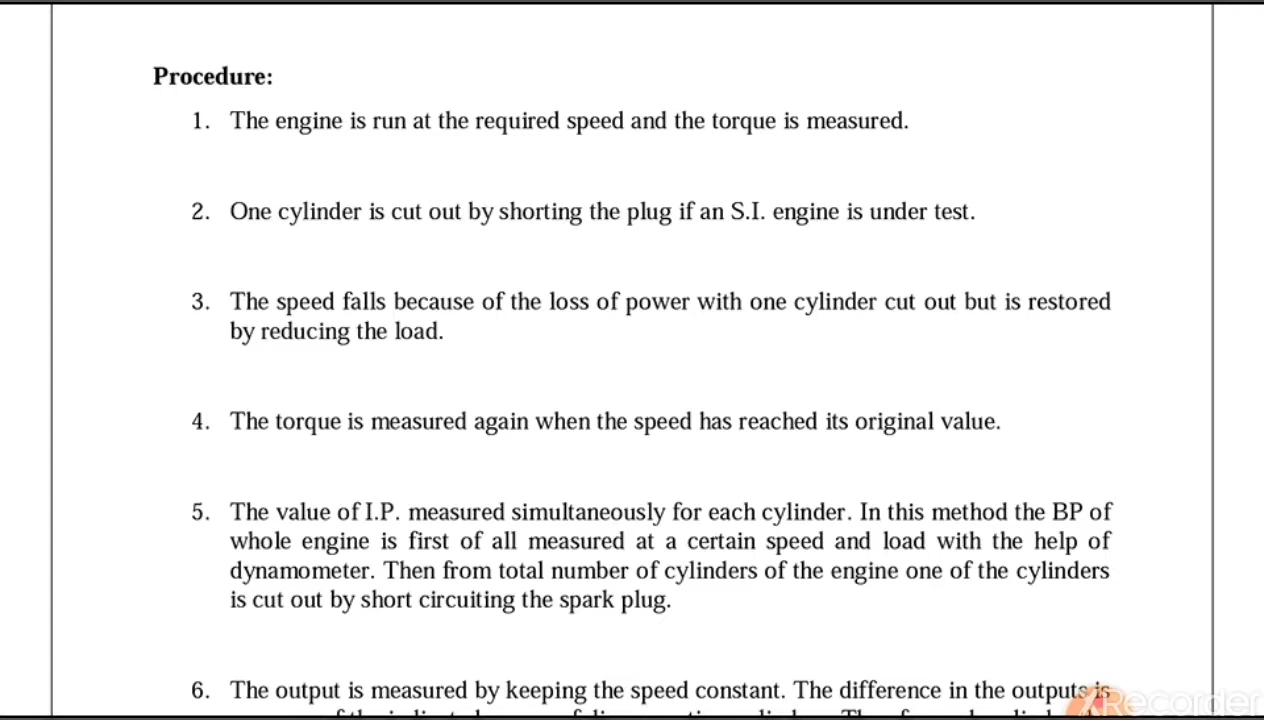 Procedure:
1. The engine is run at the required speed and the torque is measured.
2. One cylinder is cut out by shorting the plug if an S.I. engine is under test.
3. The speed falls because of the loss of power with one cylinder cut out but is restored
by reducing the load.
4. The torque is measured again when the speed has reached its original value.
5. The value of I.P. measured simultaneously for each cylinder. In this method the BP of
whole engine is first of all measured at a certain speed and load with the help of
dynamometer. Then from total number of cylinders of the engine one of the cylinders
is cut out by short circuiting the spark plug.
6. The output is measured by keeping the speed constant. The difference in the outputs is
XRecorder